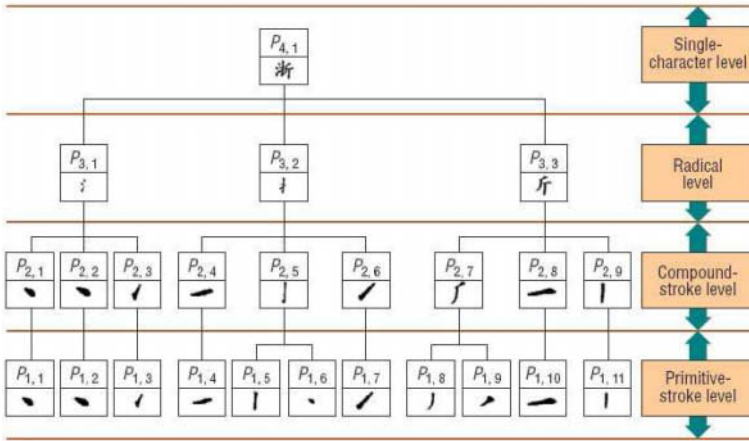 P4,1
浙
Single-
character level
P3,1
氵
P3,2
扌
P3,3
斤
Radical
level
P2,1
P2,2
P2,3
P2,4
P2,5
P2,6
P2,7
P2,8
P2,9
Compound-
stroke level
P1,1
P1,2
P1,3
P1,4
P1,5
P1,6
P1,7
P1,8
P1,9
P1,10
P1,11
Primitive-
stroke level